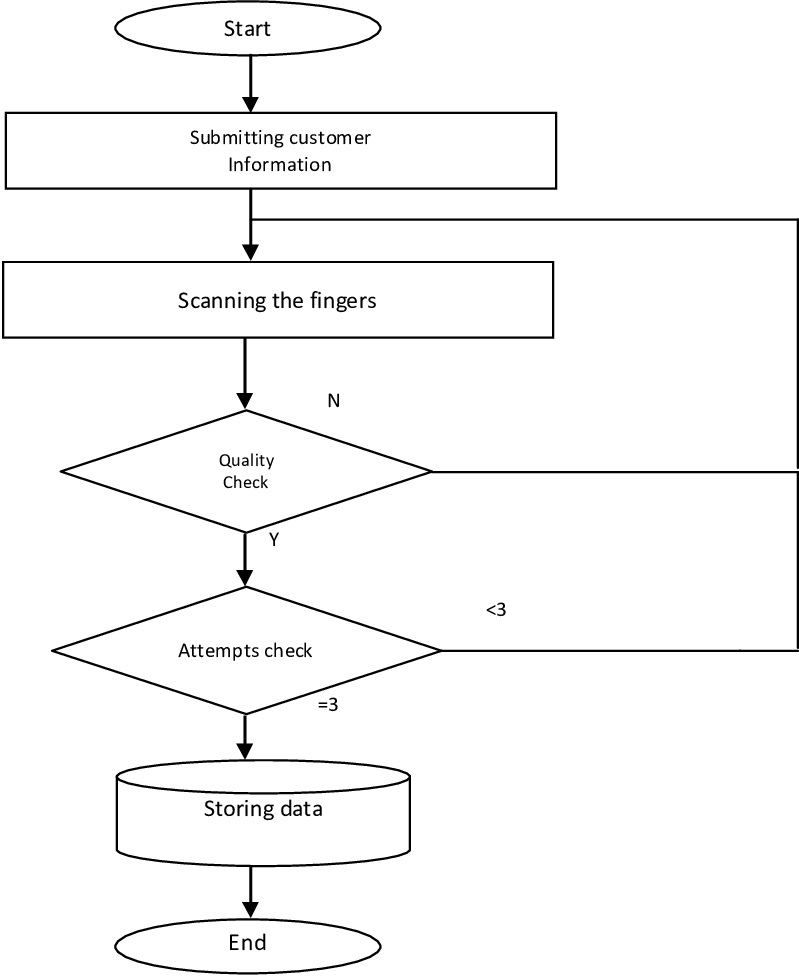 Start
Submitting customer
Information
Scanning the fingers
N
Quality
Check
Y
<3
Attempts check
=3
Storing data
End